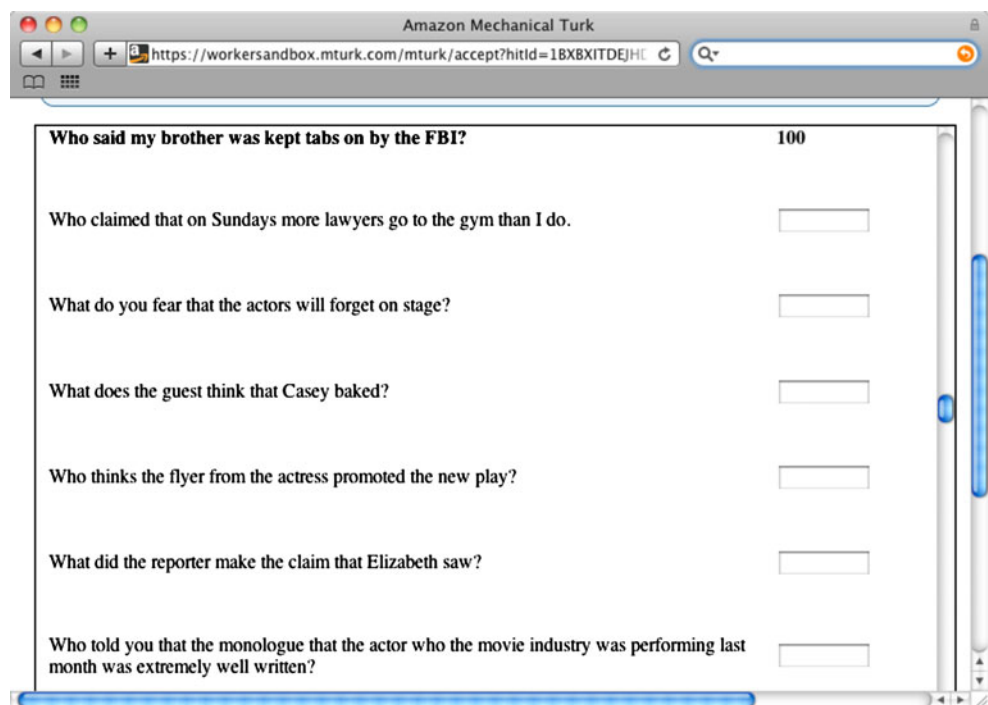 Amazon Mechanical Turk
https://workersandbox.mturk.com/mturk/accept?hitId=1BXBXITDEJHD
Who said my brother was kept tabs on by the FBI? 100
Who claimed that on Sundays more lawyers go to the gym than I do.
What do you fear that the actors will forget on stage?
What does the guest think that Casey baked?
Who thinks the flyer from the actress promoted the new play?
What did the reporter make the claim that Elizabeth saw?
Who told you that the monologue that the actor who the movie industry was performing last
month was extremely well written?